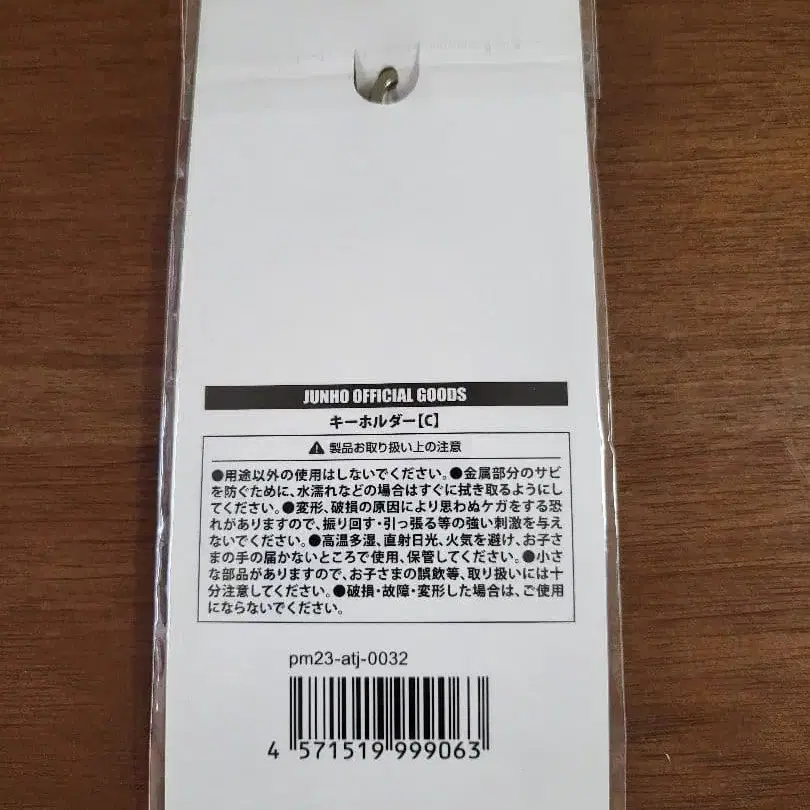 JUNHO OFFICIAL GOODS
キーホルダー【C】
⚠ 製品お取り扱い上の注意
●用途以外の使用はしないでください。●金属部分のサビ
を防ぐために、水濡れなどの場合はすぐに拭き取るようにし
てください。●変形、破損の原因により思わぬケガをする恐
れがありますので、振り回す・引っ張る等の強い刺激を与え
ないでください。●高温多湿、直射日光、火気を避け、お子さ
まの手の届かないところで使用、保管してください。●小さ
な部品がありますので、お子さまの誤飲等、取り扱いには十
分注意してください。●破損・故障・変形した場合は、ご使用
にならないでください。
pm23-atj-0032
4 571519 999063